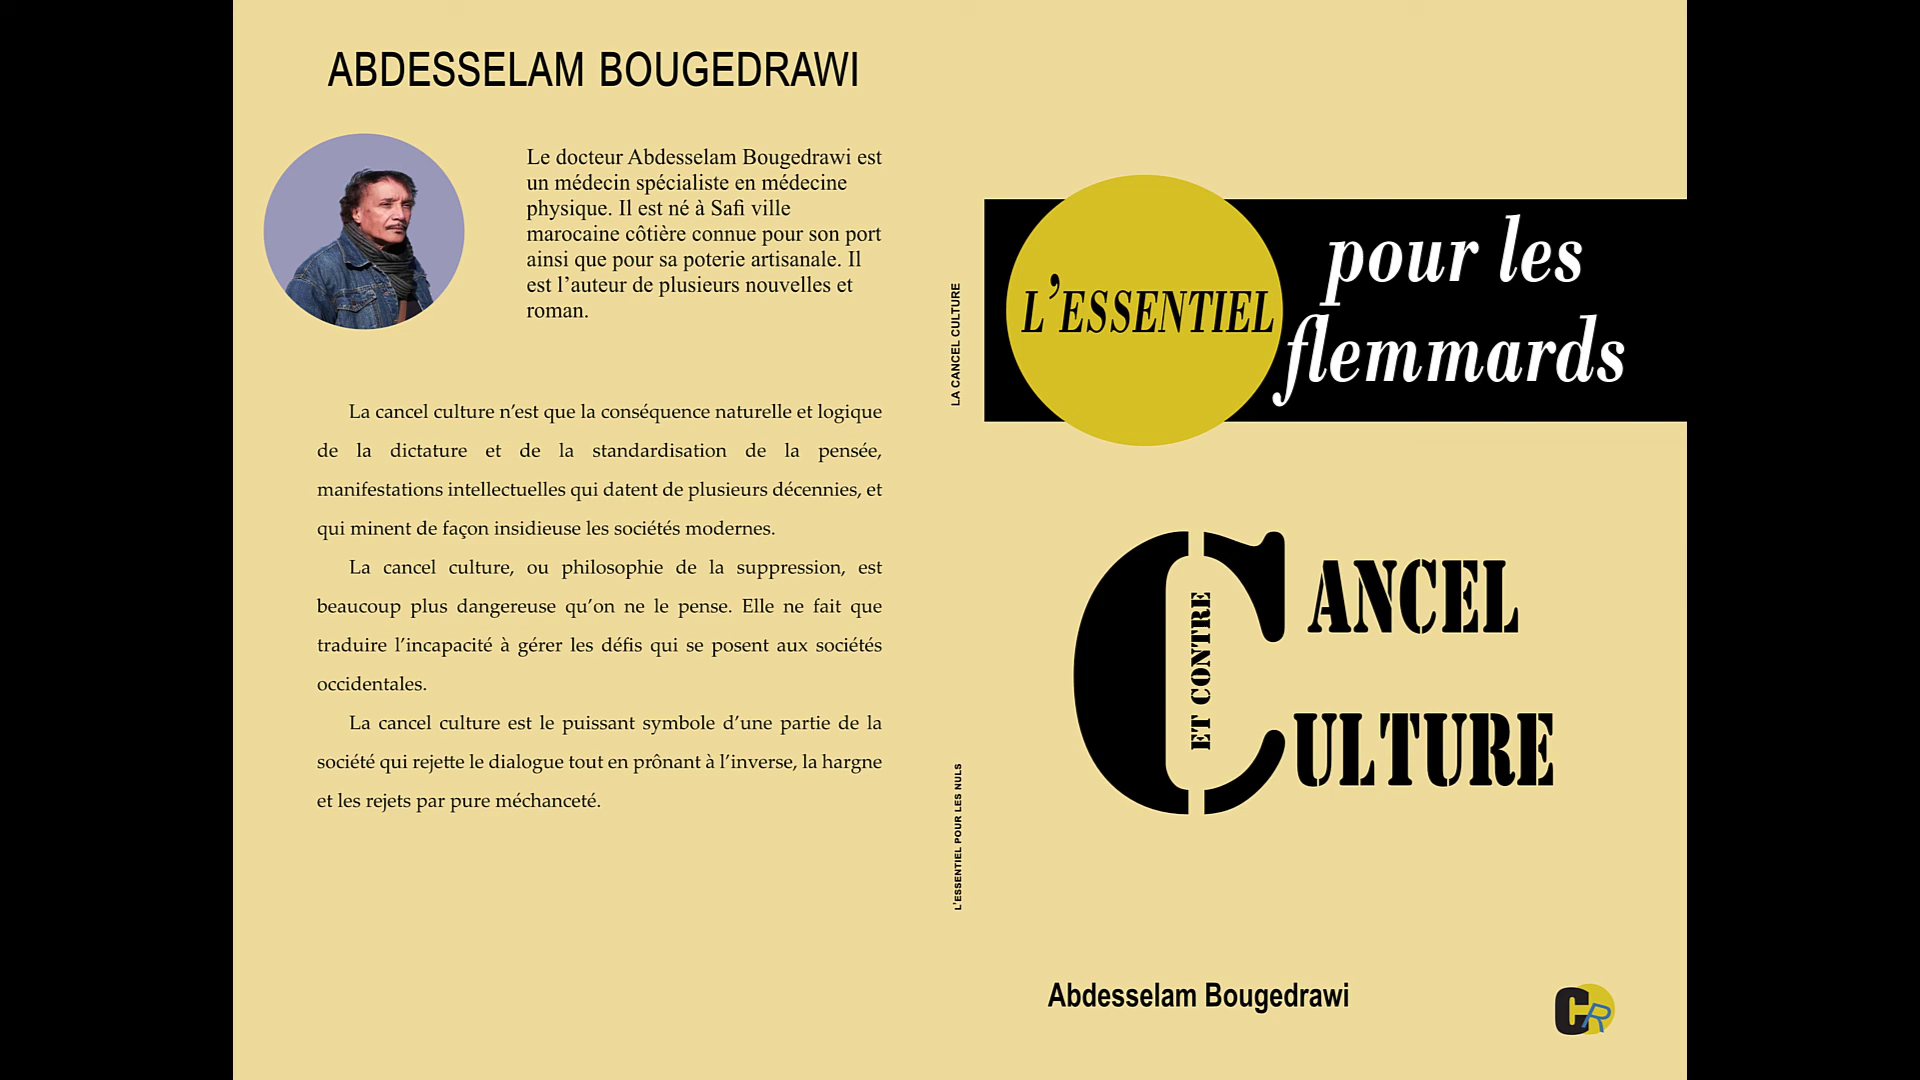 ABDESSELAM BOUGEDRAWI
Le docteur Abdesselam Bougedrawi est
un médecin spécialiste en médecine
physique. Il est né à Safi ville
marocaine côtière connue pour son port
ainsi que pour sa poterie artisanale. Il
est l’auteur de plusieurs nouvelles et
roman.
La cancel culture n’est que la conséquence naturelle et logique
de la dictature et de la standardisation de la pensée,
manifestations intellectuelles qui datent de plusieurs décennies, et
qui minent de façon insidieuse les sociétés modernes.
La cancel culture, ou philosophie de la suppression, est
beaucoup plus dangereuse qu’on ne le pense. Elle ne fait que
traduire l’incapacité à gérer les défis qui se posent aux sociétés
occidentales.
La cancel culture est le puissant symbole d’une partie de la
société qui rejette le dialogue tout en prônant à l’inverse, la hargne
et les rejets par pure méchanceté.
LA CANCEL CULTURE
L’ESSENTIEL POUR LES NULS
L’ESSENTIEL
pour les
flemmards
CANCEL
ET CONTRE
ULTURE
Abdesselam Bougedrawi
CR